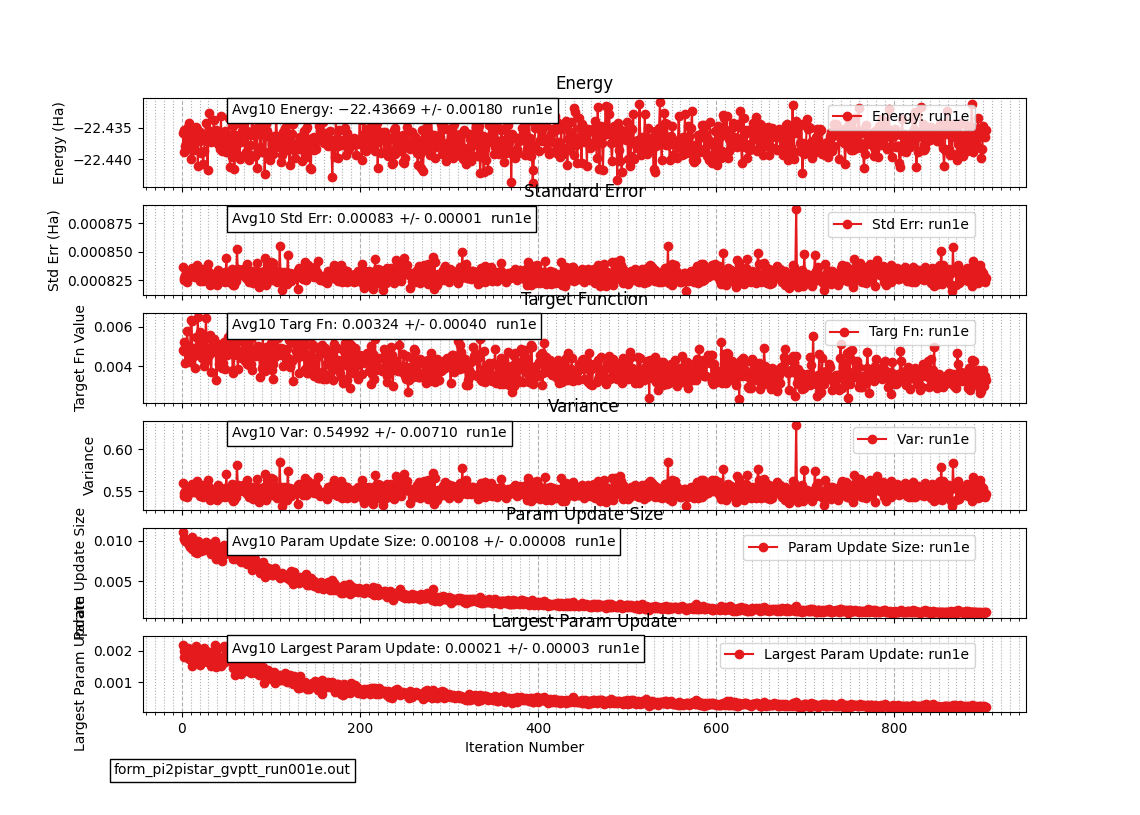 Energy
Energy (Ha)
−22.435
−22.440
Avg10 Energy: −22.43669 +/- 0.00180 run1e
Energy: run1e
Standard Error
Std Err (Ha)
0.000875
0.000850
0.000825
Avg10 Std Err: 0.00083 +/- 0.00001 run1e
Std Err: run1e
Target Function
Target Fn Value
0.006
0.004
Avg10 Targ Fn: 0.00324 +/- 0.00040 run1e
Targ Fn: run1e
Variance
Variance
0.60
0.55
Avg10 Var: 0.54992 +/- 0.00710 run1e
Var: run1e
Param Update Size
Param Update Size
0.010
0.005
Avg10 Param Update Size: 0.00108 +/- 0.00008 run1e
Param Update Size: run1e
Largest Param Update
Largest Param Update
0.002
0.001
Avg10 Largest Param Update: 0.00021 +/- 0.00003 run1e
Largest Param Update: run1e
0 200 400 600 800
Iteration Number
form_pi2pistar_gvptt_run001e.out